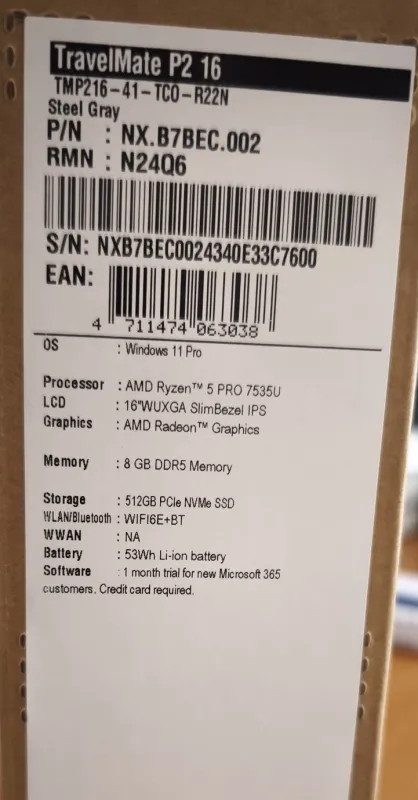 TravelMate P2 16
TMP216-41-TCO-R22N
Steel Gray
P/N : NX.B7BEC.002
RMN : N24Q6
S/N: NXB7BEC0024340E33C7600
EAN:
4 711474 063038
OS : Windows 11 Pro
Processor : AMD Ryzen™ 5 PRO 7535U
LCD : 16"WUXGA SlimBezel IPS
Graphics : AMD Radeon™ Graphics
Memory : 8 GB DDR5 Memory
Storage : 512GB PCIe NVMe SSD
WLAN/Bluetooth : WIFI6E+BT
WWAN : NA
Battery : 53Wh Li-ion battery
Software : 1 month trial for new Microsoft 365
customers. Credit card required.